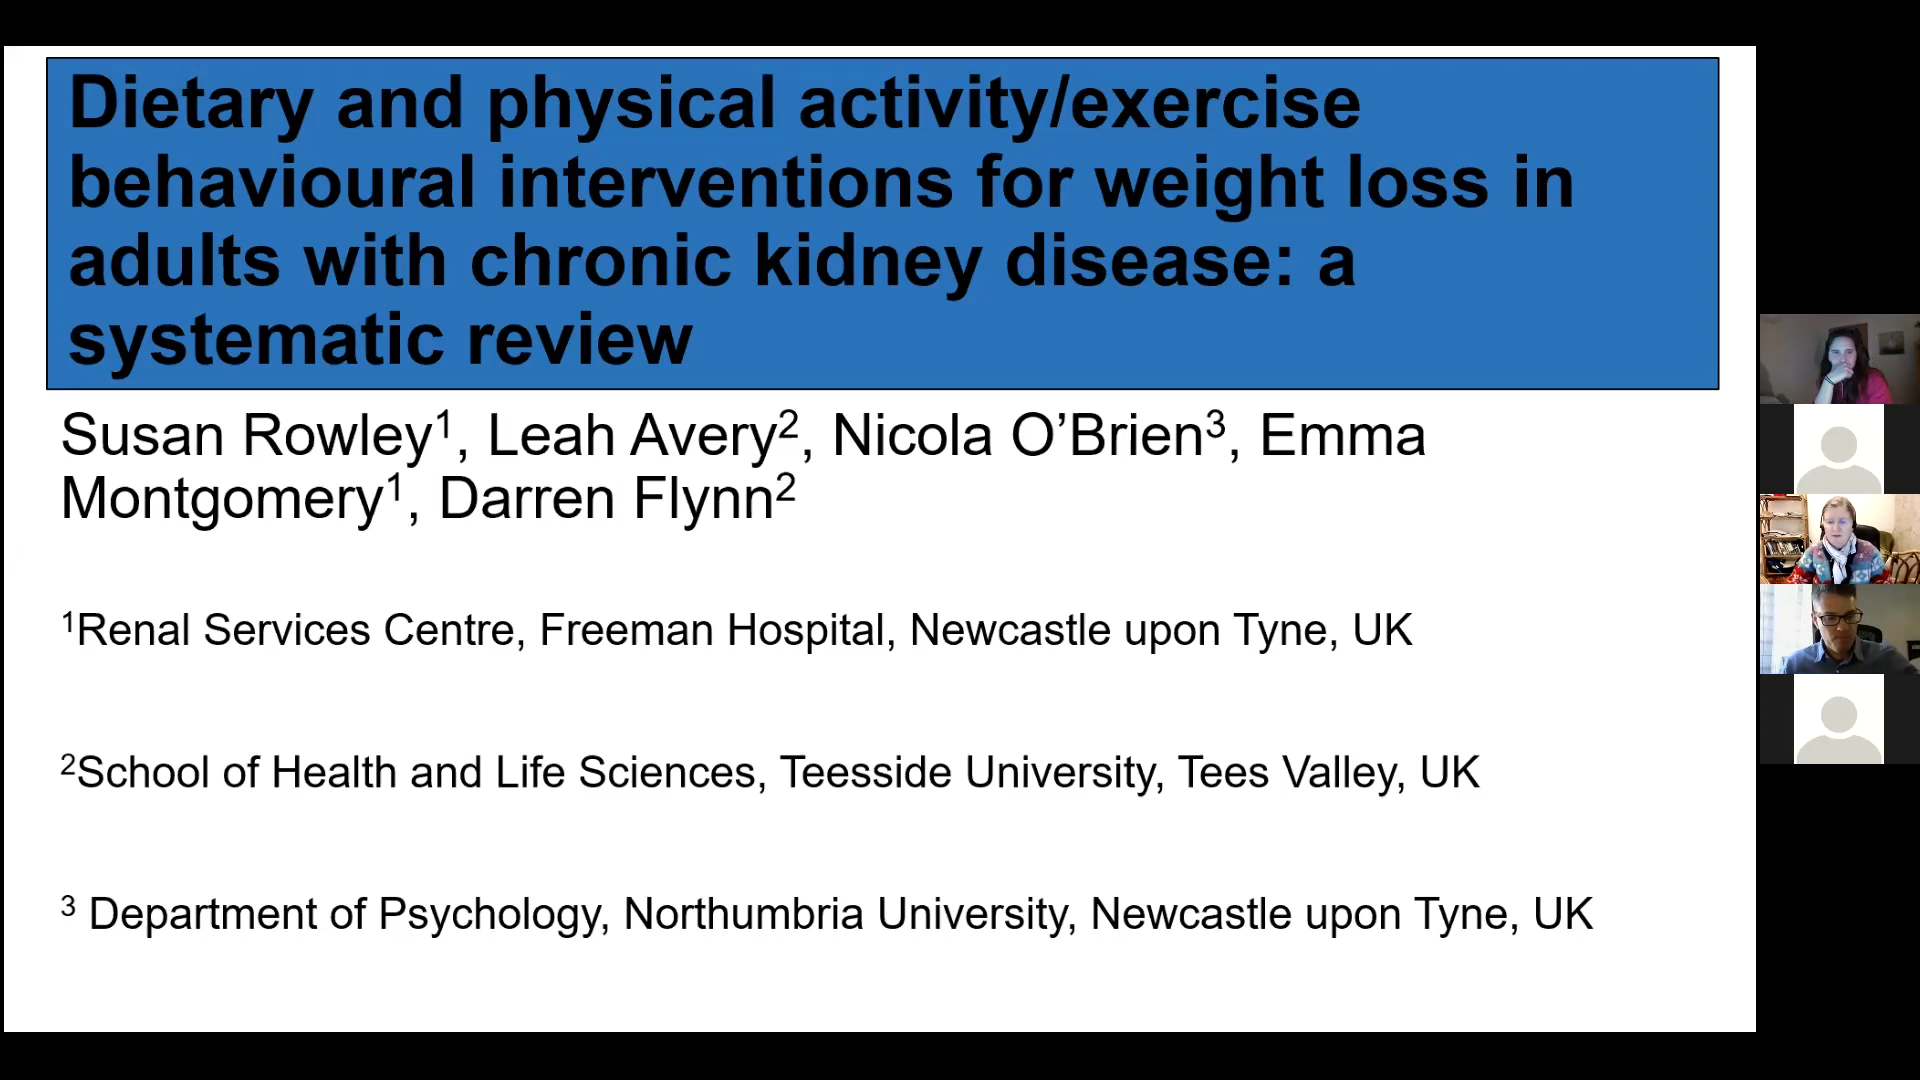 Dietary and physical activity/exercise
behavioural interventions for weight loss in
adults with chronic kidney disease: a
systematic review
Susan Rowley¹, Leah Avery², Nicola O’Brien³, Emma
Montgomery¹, Darren Flynn²
¹Renal Services Centre, Freeman Hospital, Newcastle upon Tyne, UK
²School of Health and Life Sciences, Teesside University, Tees Valley, UK
³ Department of Psychology, Northumbria University, Newcastle upon Tyne, UK